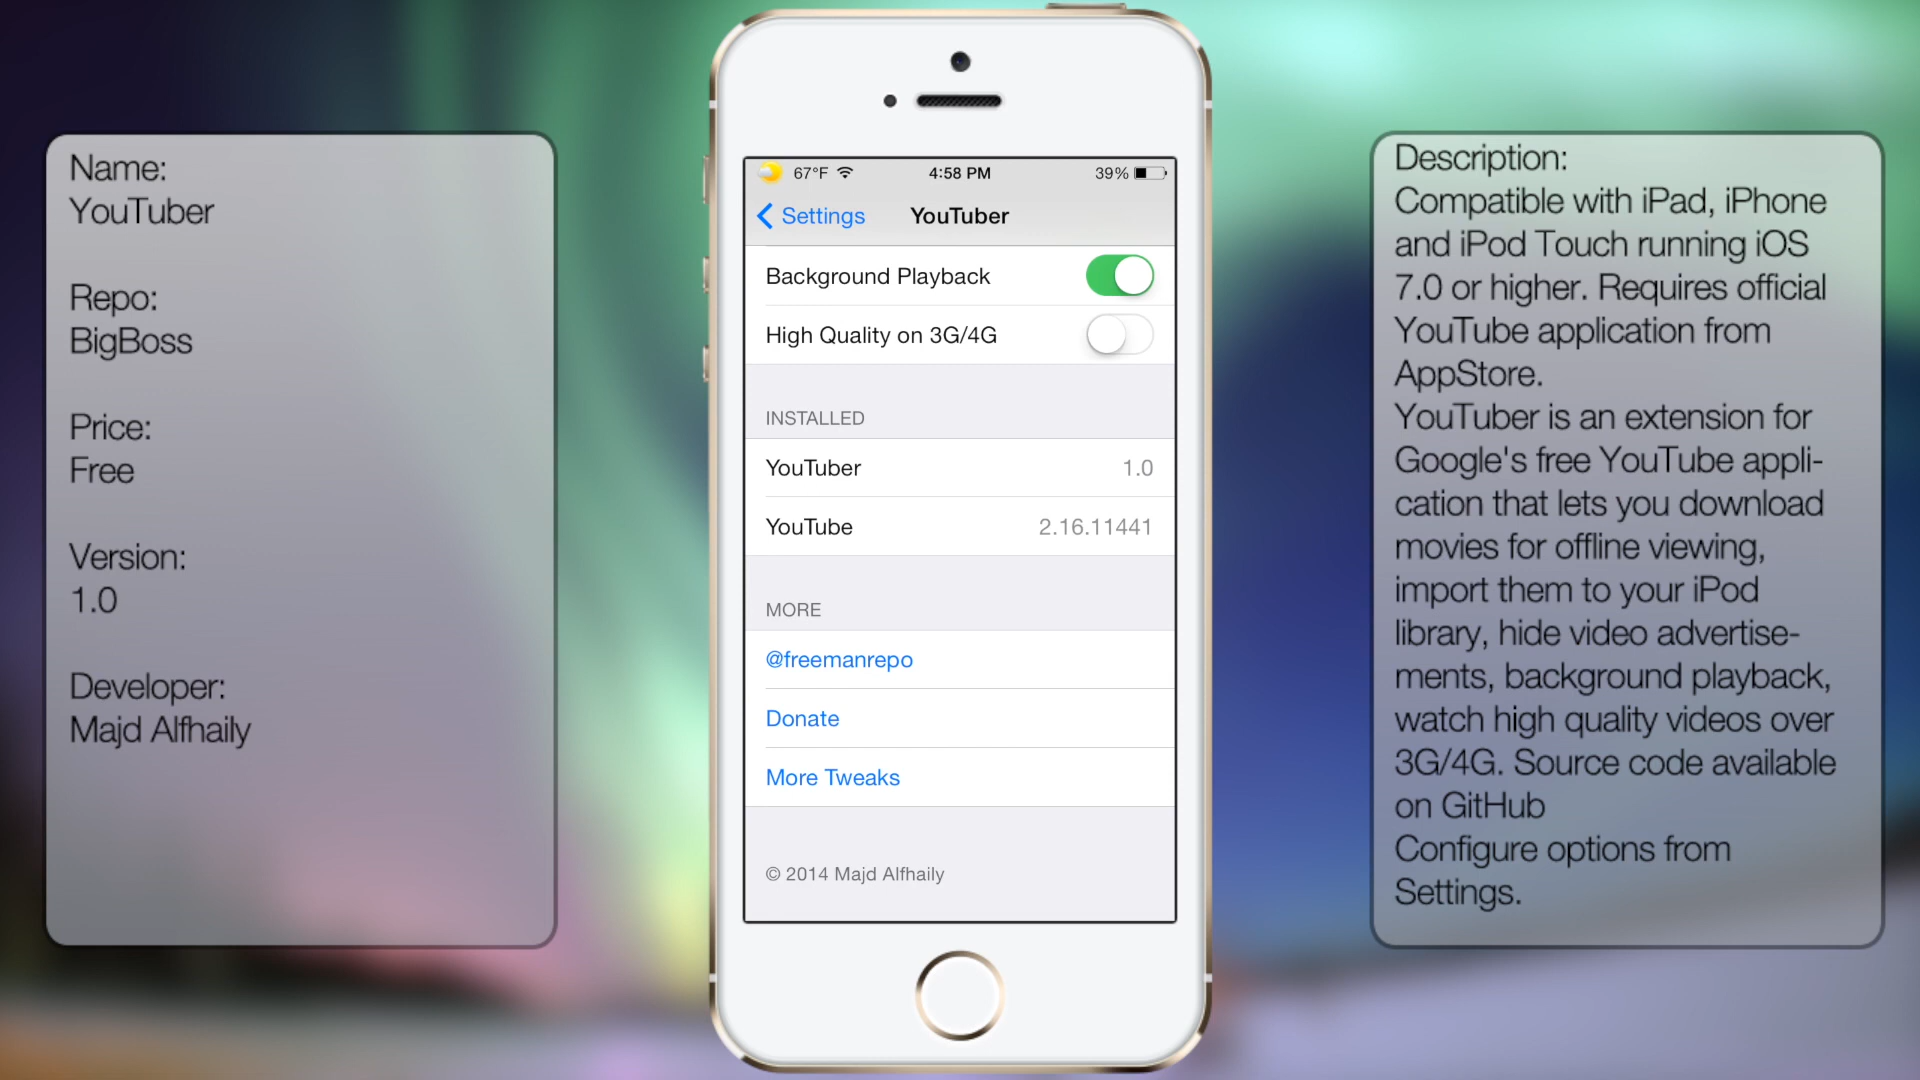 Name:
YouTuber
Repo:
BigBoss
Price:
Free
Version:
1.0
Developer:
Majd Alfhaily
67°F
4:58 PM
39%
Settings
YouTuber
Background Playback
High Quality on 3G/4G
INSTALLED
YouTuber 1.0
YouTube 2.16.11441
MORE
@freemanrepo
Donate
More Tweaks
© 2014 Majd Alfhaily
Description:
Compatible with iPad, iPhone
and iPod Touch running iOS
7.0 or higher. Requires official
YouTube application from
AppStore.
YouTuber is an extension for
Google's free YouTube appli-
cation that lets you download
movies for offline viewing,
import them to your iPod
library, hide video advertise-
ments, background playback,
watch high quality videos over
3G/4G. Source code available
on GitHub
Configure options from
Settings.